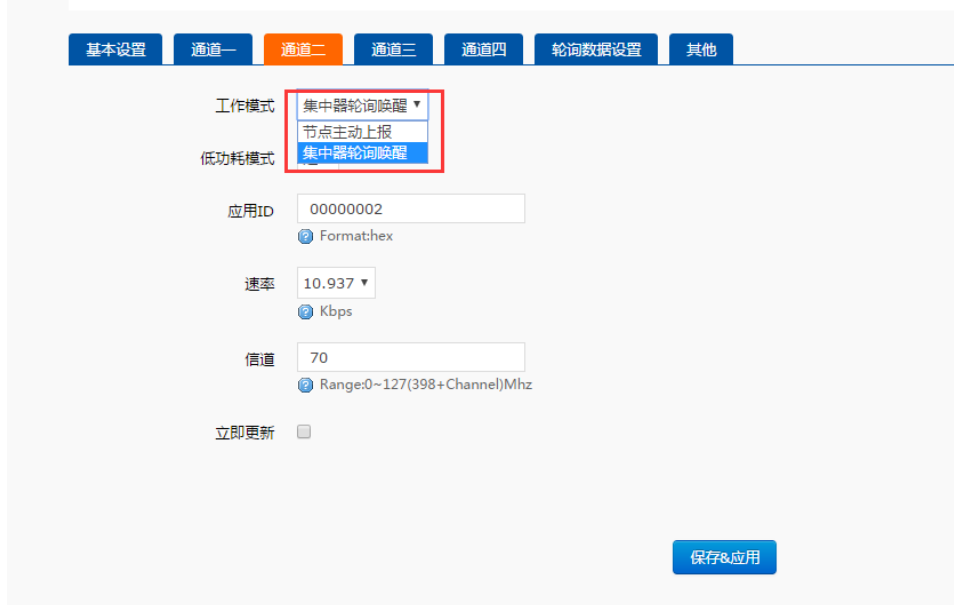 基本设置 通道一 通道二 通道三 通道四 轮询数据设置 其他
工作模式 集中器轮询唤醒
节点主动上报
集中器轮询唤醒
低功耗模式
应用ID 00000002
Format:hex
速率 10.937
Kbps
信道 70
Range:0~127(398+Channel)Mhz
立即更新
保存&应用